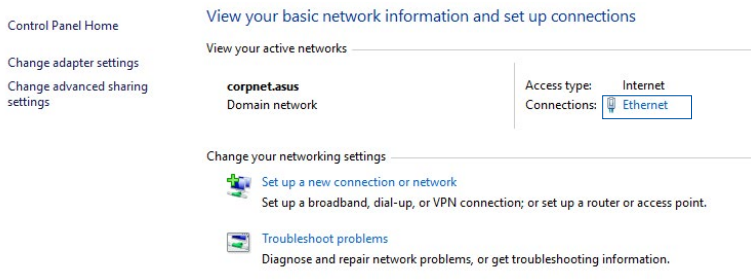 Control Panel Home
Change adapter settings
Change advanced sharing
settings
View your basic network information and set up connections
View your active networks
corpnet.asus
Domain network
Access type: Internet
Connections: Ethernet
Change your networking settings
Set up a new connection or network
Set up a broadband, dial-up, or VPN connection; or set up a router or access point.
Troubleshoot problems
Diagnose and repair network problems, or get troubleshooting information.